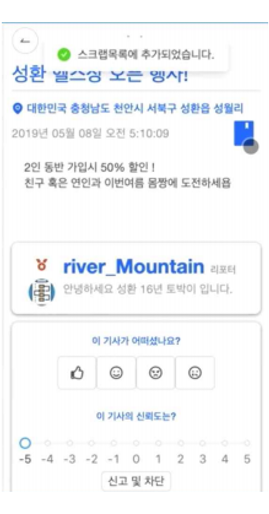 스크랩목록에 추가되었습니다.
성환 헬스장 오픈 행사!
대한민국 충청남도 천안시 서북구 성환읍 성월리
2019년 05월 08일 오전 5:10:09
2인 동반 가입시 50% 할인 !
친구 혹은 연인과 이번여름 몸짱에 도전하세욥
river_Mountain 리포터
안녕하세요 성환 16년 토박이 입니다.
이 기사가 어떠셨나요?
이 기사의 신뢰도는?
-5 -4 -3 -2 -1 0 1 2 3 4 5
신고 및 차단